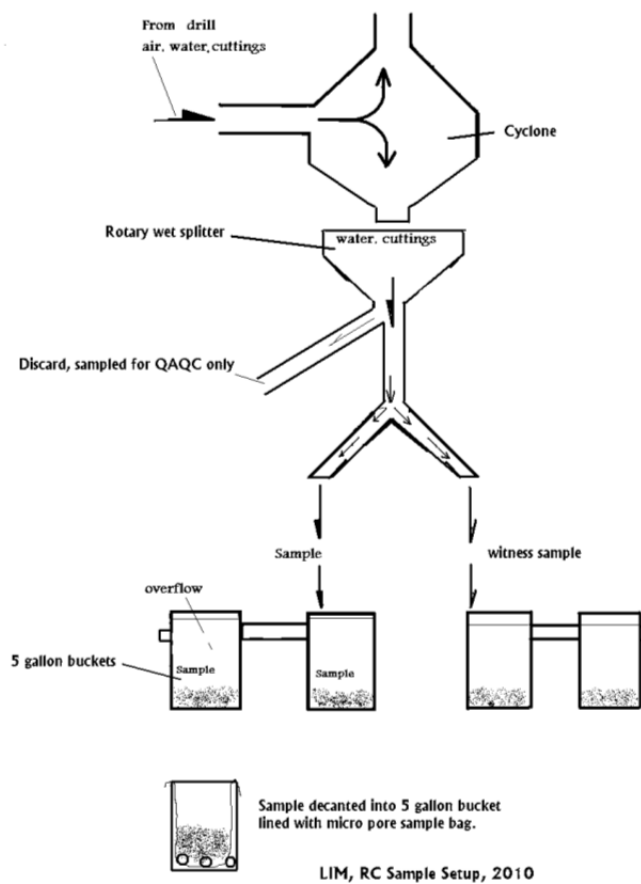 From drill
air, water, cuttings
Cyclone
Rotary wet splitter
water, cuttings
Discard, sampled for QAQC only
Sample
witness sample
overflow
5 gallon buckets
Sample
Sample
Sample decanted into 5 gallon bucket
lined with micro pore sample bag.
LIM, RC Sample Setup, 2010